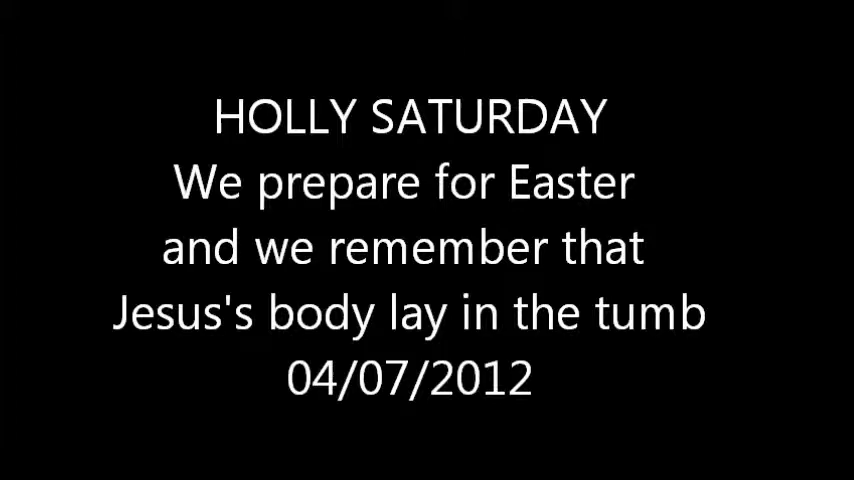 HOLLY SATURDAY
We prepare for Easter
and we remember that
Jesus's body lay in the tumb
04/07/2012